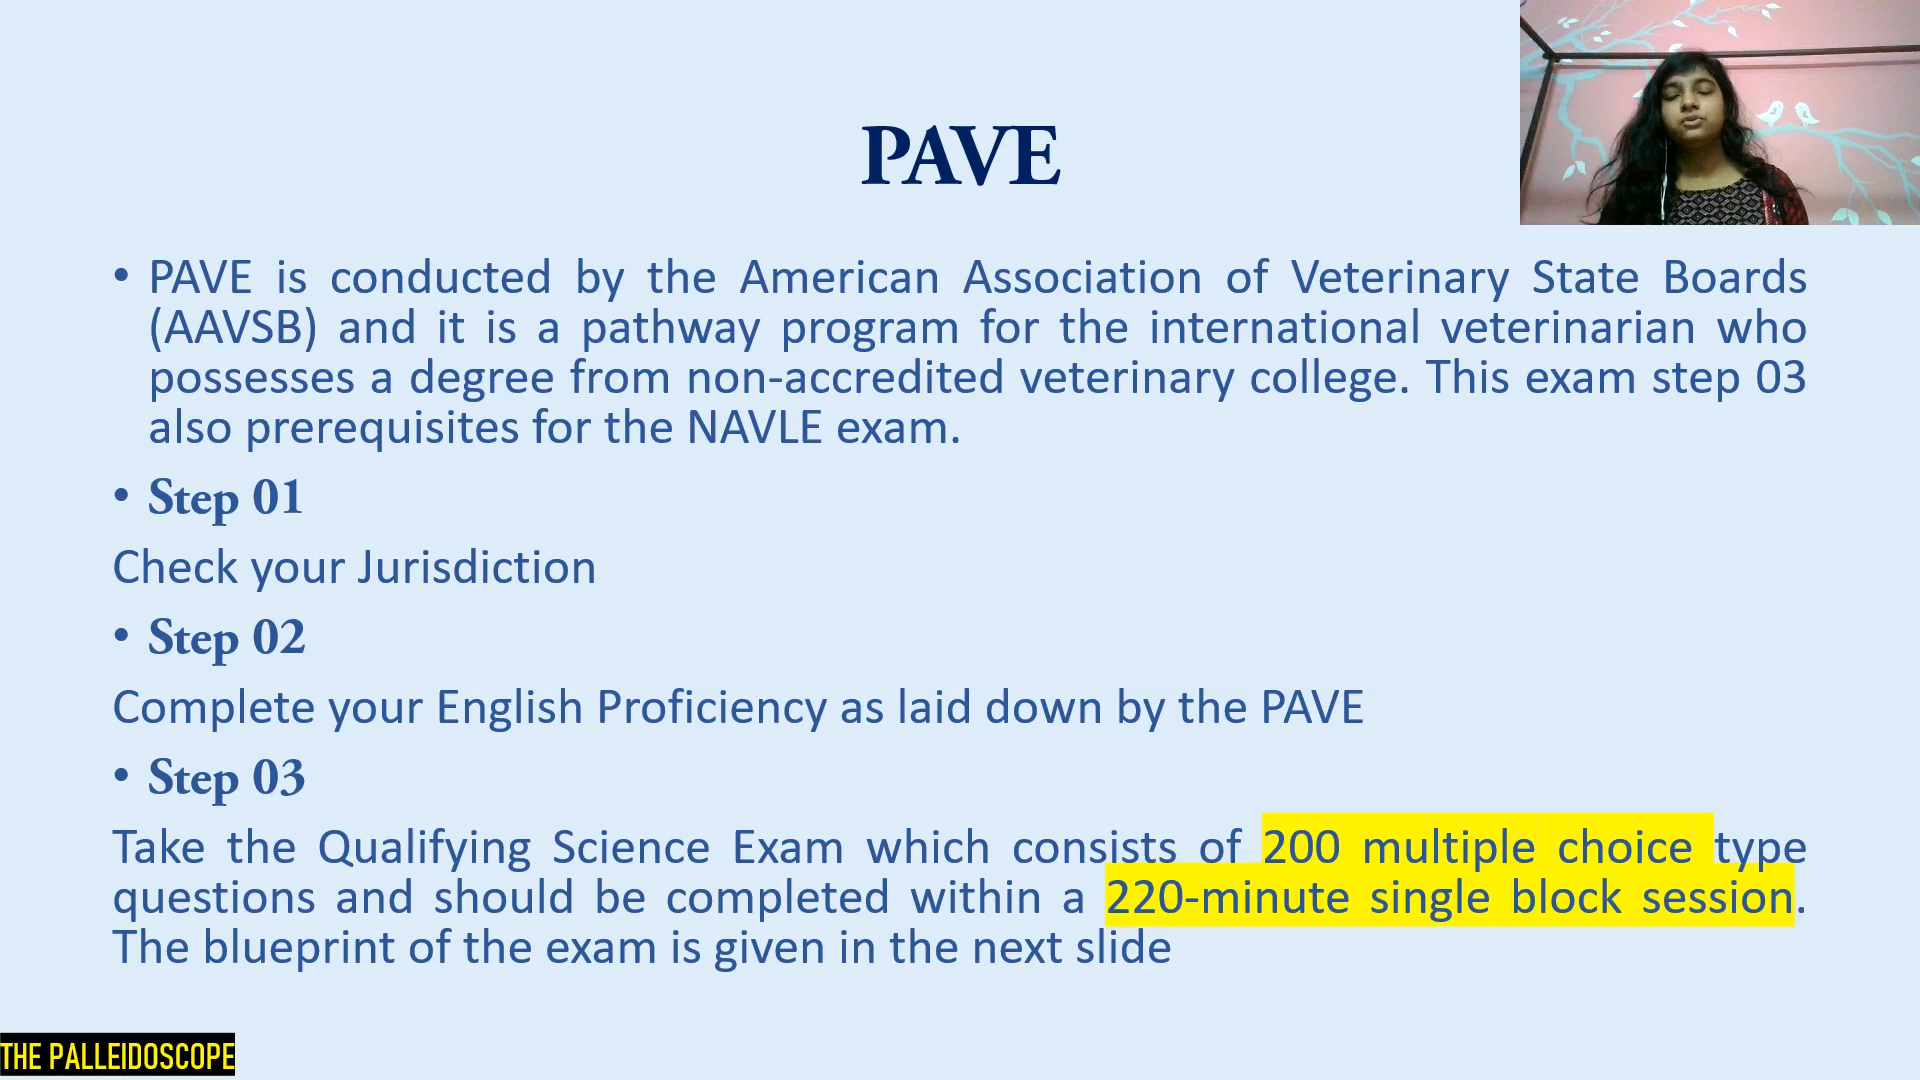 PAVE
• PAVE is conducted by the American Association of Veterinary State Boards
(AAVSB) and it is a pathway program for the international veterinarian who
possesses a degree from non-accredited veterinary college. This exam step 03
also prerequisites for the NAVLE exam.
• Step 01
Check your Jurisdiction
• Step 02
Complete your English Proficiency as laid down by the PAVE
• Step 03
Take the Qualifying Science Exam which consists of 200 multiple choice type
questions and should be completed within a 220-minute single block session.
The blueprint of the exam is given in the next slide
THE PALLEIDOSCOPE